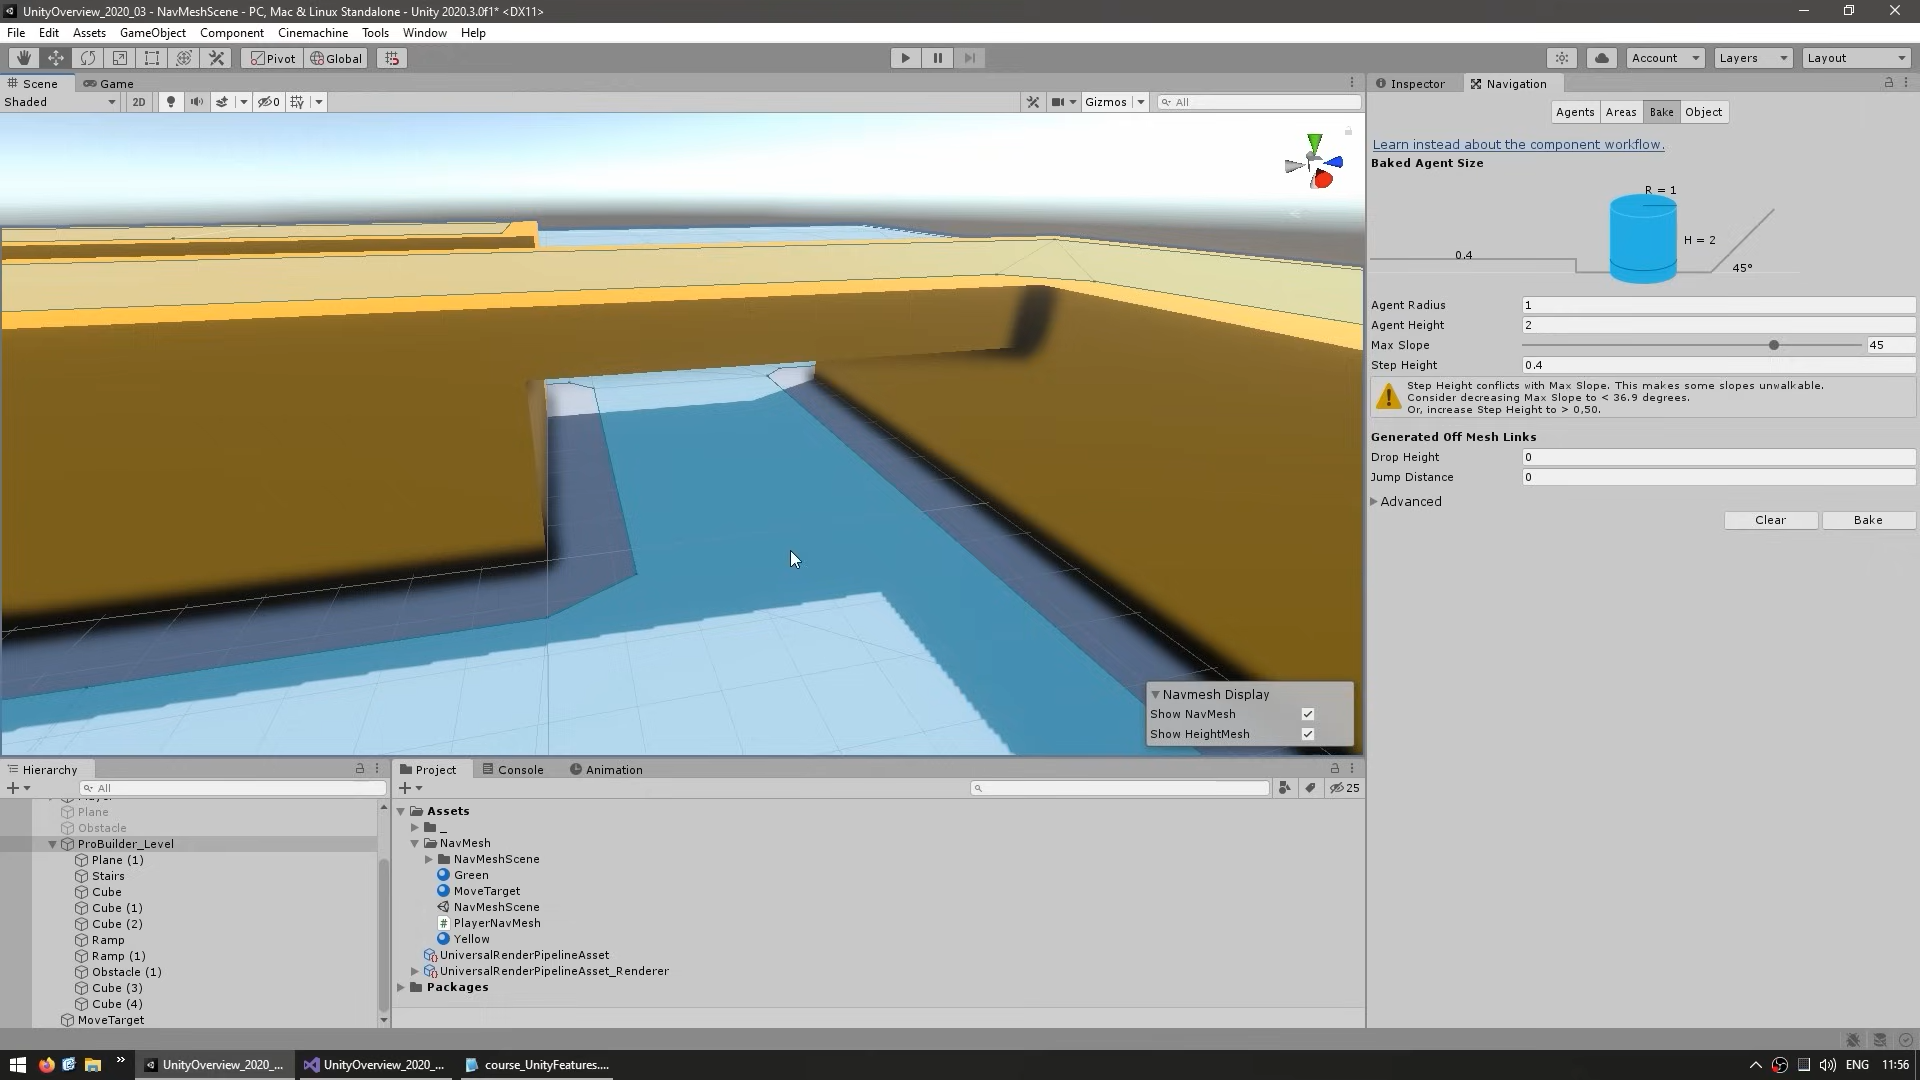 UnityOverview_2020_03 - NavMeshScene - PC, Mac & Linux Standalone - Unity 2020.3.0f1* <DX11>
File Edit Assets GameObject Component Cinemachine Tools Window Help
Pivot Global Account Layers Layout
Scene Game Inspector Navigation
Shaded 2D 0 Gizmos All
Agents Areas Bake Object
Learn instead about the component workflow.
Baked Agent Size
R = 1
H = 2
0.4
45°
Agent Radius 1
Agent Height 2
Max Slope 45
Step Height 0.4
Step Height conflicts with Max Slope. This makes some slopes unwalkable.
Consider decreasing Max Slope to < 36.9 degrees.
Or, increase Step Height to > 0,50.
Generated Off Mesh Links
Drop Height 0
Jump Distance 0
Advanced
Clear Bake
Navmesh Display
Show NavMesh
Show HeightMesh
Hierarchy
All
Plane
Obstacle
ProBuilder_Level
Plane (1)
Stairs
Cube
Cube (1)
Cube (2)
Ramp
Ramp (1)
Obstacle (1)
Cube (3)
Cube (4)
MoveTarget
Project Console Animation
25
Assets
_
NavMesh
NavMeshScene
Green
MoveTarget
NavMeshScene
PlayerNavMesh
Yellow
UniversalRenderPipelineAsset
UniversalRenderPipelineAsset_Renderer
Packages
UnityOverview_2020_... UnityOverview_2020_... course_UnityFeatures.... ENG 11:56